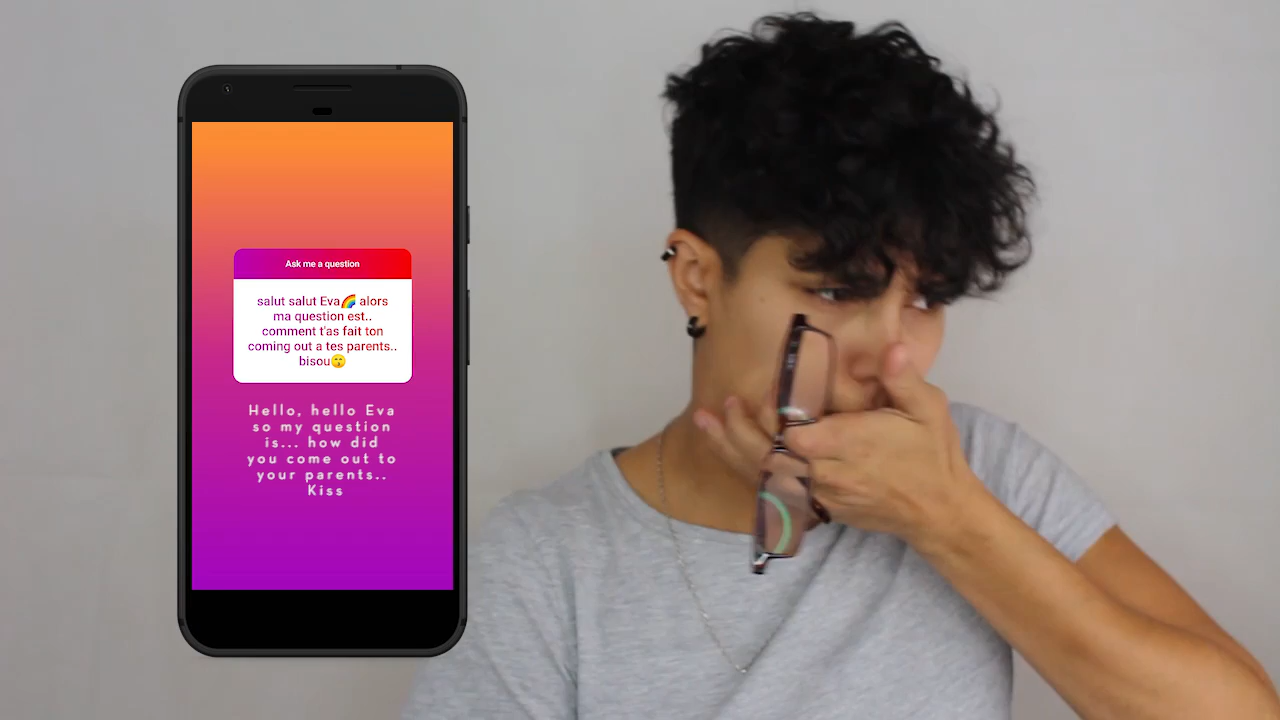 Ask me a question
salut salut Eva🌈 alors
ma question est..
comment t'as fait ton
coming out a tes parents..
bisou😙
Hello, hello Eva
so my question
is... how did
you come out to
your parents..
Kiss